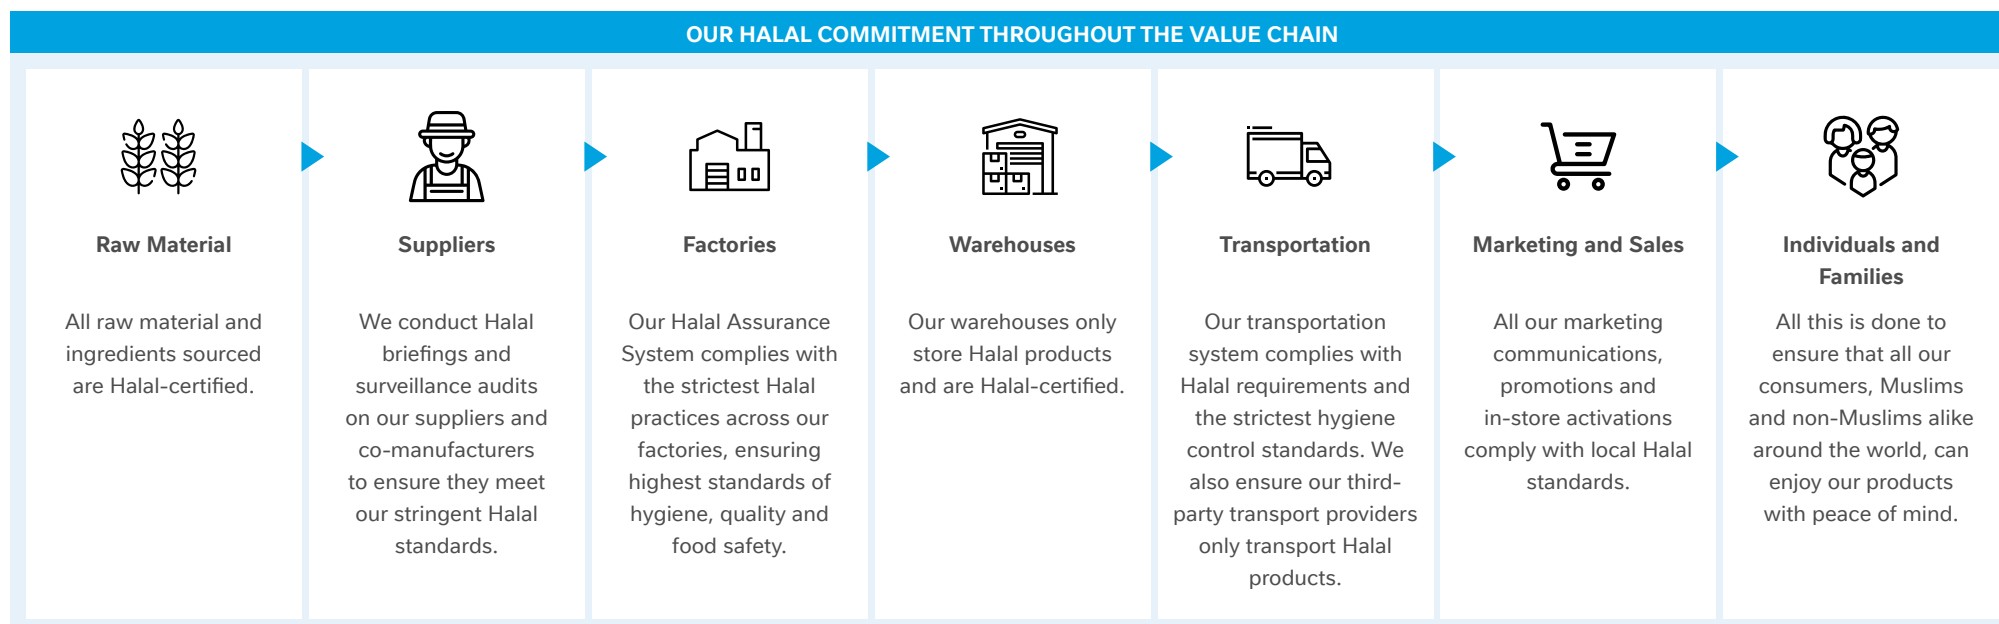 OUR HALAL COMMITMENT THROUGHOUT THE VALUE CHAIN
Raw Material
All raw material and
ingredients sourced
are Halal-certified.
Suppliers
We conduct Halal
briefings and
surveillance audits
on our suppliers and
co-manufacturers
to ensure they meet
our stringent Halal
standards.
Factories
Our Halal Assurance
System complies with
the strictest Halal
practices across our
factories, ensuring
highest standards of
hygiene, quality and
food safety.
Warehouses
Our warehouses only
store Halal products
and are Halal-certified.
Transportation
Our transportation
system complies with
Halal requirements and
the strictest hygiene
control standards. We
also ensure our third-
party transport providers
only transport Halal
products.
Marketing and Sales
All our marketing
communications,
promotions and
in-store activations
comply with local Halal
standards.
Individuals and
Families
All this is done to
ensure that all our
consumers, Muslims
and non-Muslims alike
around the world, can
enjoy our products
with peace of mind.